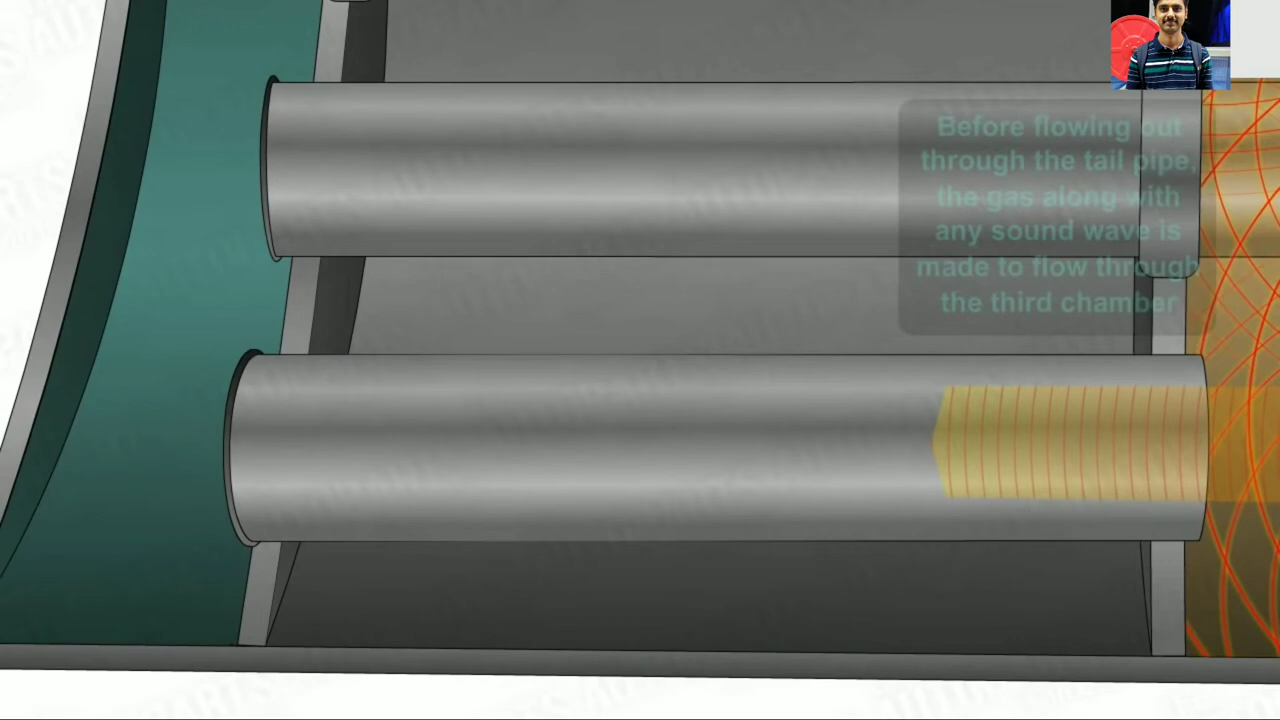 Before flowing out
through the tail pipe,
the gas along with
any sound wave is
made to flow through
the third chamber